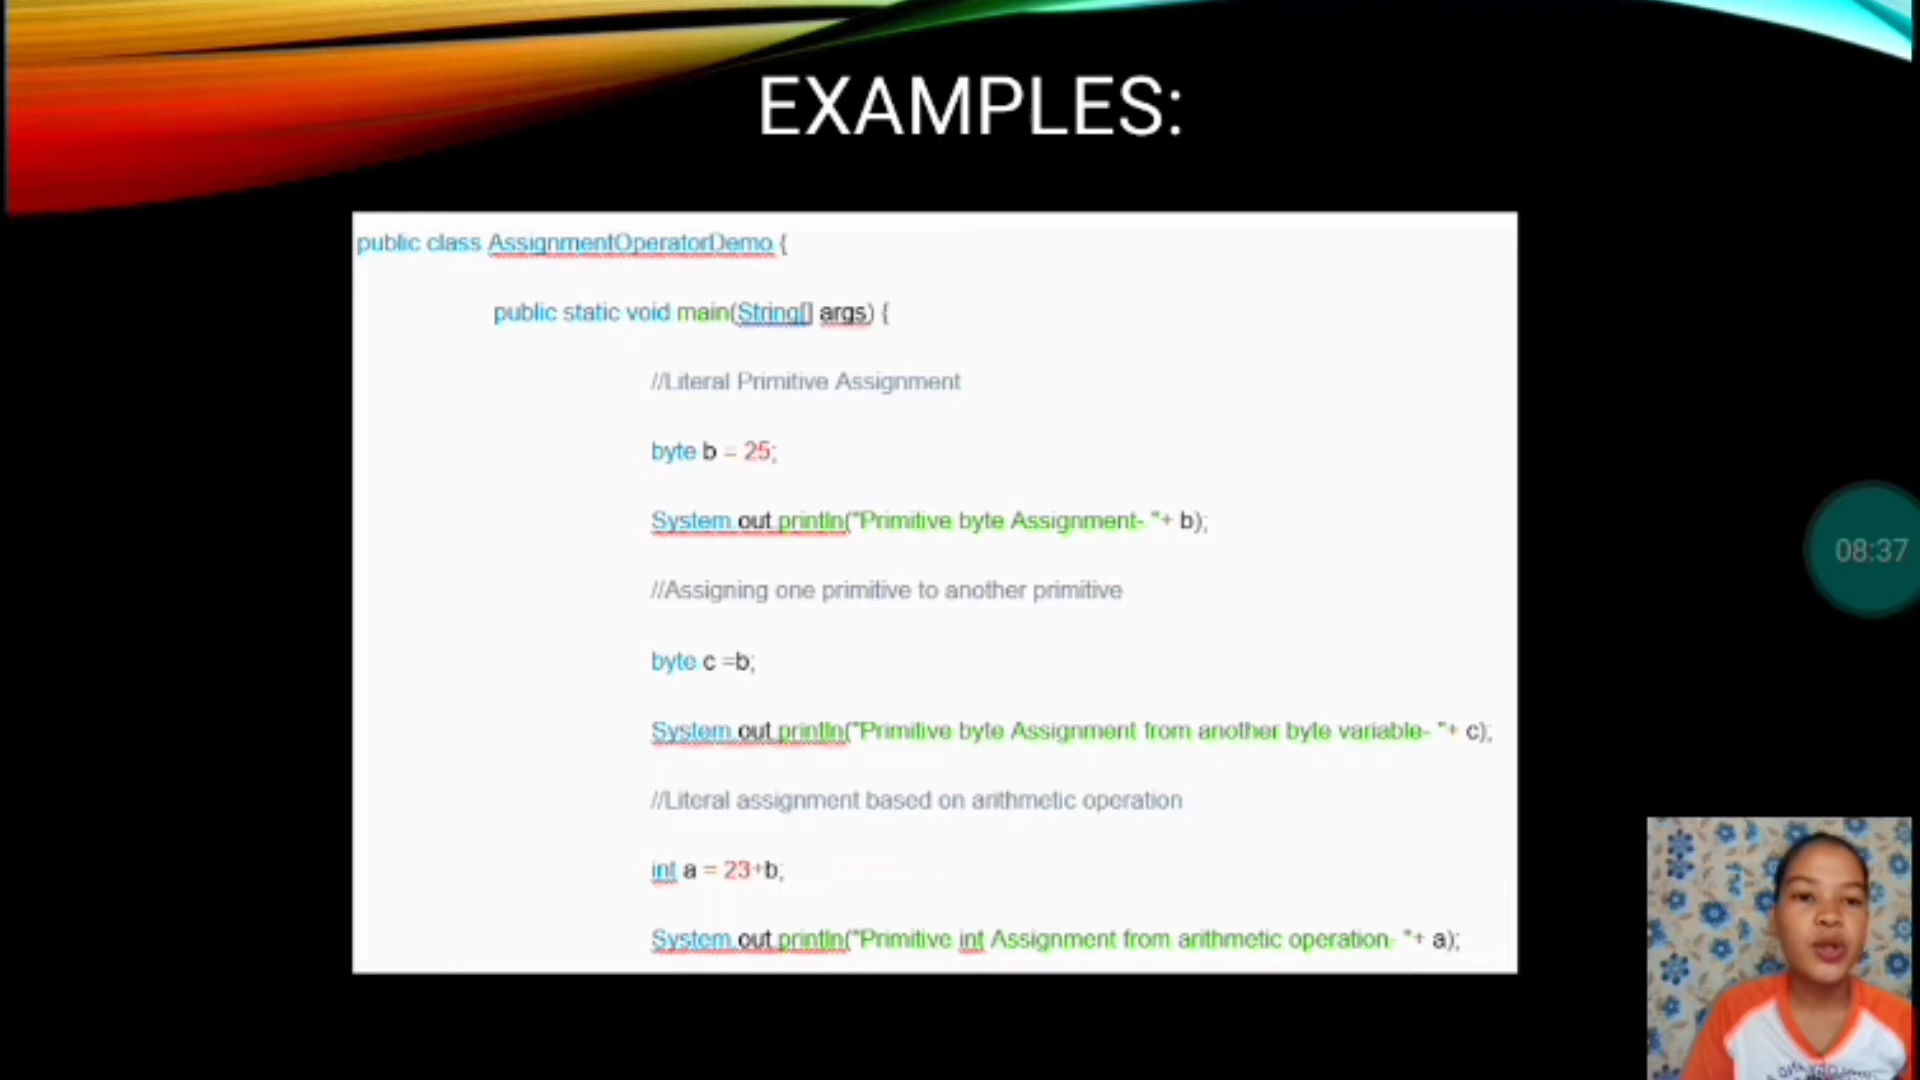 EXAMPLES:
public class AssignmentOperatorDemo {
public static void main(String[] args) {
//Literal Primitive Assignment
byte b = 25;
System.out.println("Primitive byte Assignment- "+ b);
//Assigning one primitive to another primitive
byte c =b;
System.out.println("Primitive byte Assignment from another byte variable- "+ c);
//Literal assignment based on arithmetic operation
int a = 23+b;
System.out.println("Primitive int Assignment from arithmetic operation- "+ a);
08:37